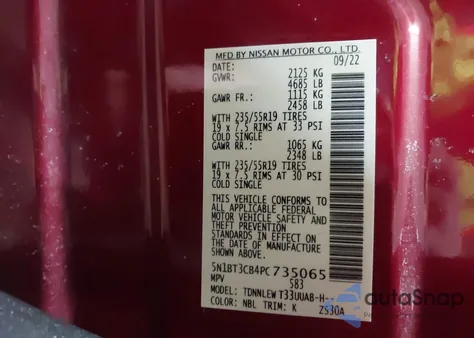 MFD BY NISSAN MOTOR CO., LTD.
DATE: 09/22
GVWR: 2125 KG
4685 LB
GAWR FR.: 1115 KG
2458 LB
WITH 235/55R19 TIRES
19 x 7.5 RIMS AT 33 PSI
COLD SINGLE
GAWR RR.: 1065 KG
2348 LB
WITH 235/55R19 TIRES
19 x 7.5 RIMS AT 30 PSI
COLD SINGLE
THIS VEHICLE CONFORMS TO
ALL APPLICABLE FEDERAL
MOTOR VEHICLE SAFETY AND
THEFT PREVENTION
STANDARDS IN EFFECT ON
THE DATE OF MANUFACTURE
SHOWN ABOVE.
5N1BT3CB4PC735065
MPV 583
MODEL: TDNNLEW T33UUAB-H--
COLOR: NBL TRIM: K ZS30A
autoSnap